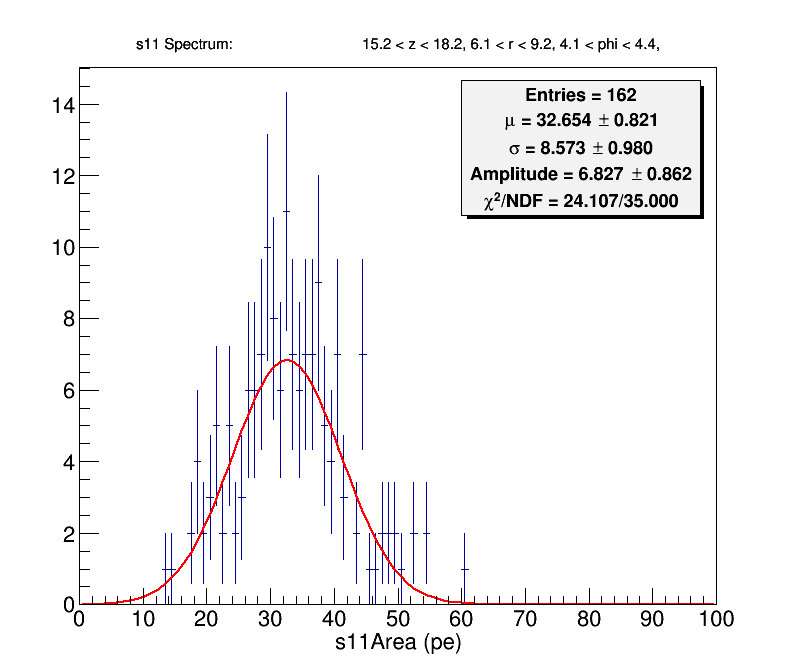 s11 Spectrum: 15.2 < z < 18.2, 6.1 < r < 9.2, 4.1 < phi < 4.4,
Entries = 162
μ = 32.654 ± 0.821
σ = 8.573 ± 0.980
Amplitude = 6.827 ± 0.862
χ²/NDF = 24.107/35.000
14
12
10
8
6
4
2
0
0 10 20 30 40 50 60 70 80 90 100
s11Area (pe)